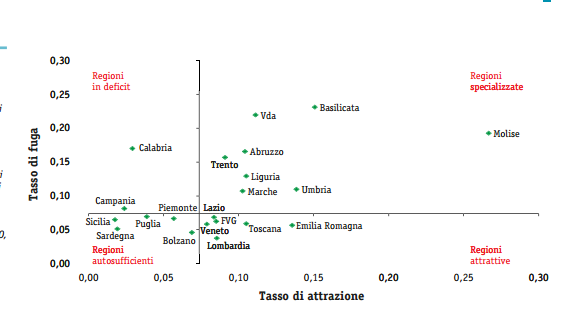 0,30
Regioni
in deficit
Regioni
specializzate
0,25
Vda
Basilicata
0,20
Molise
Calabria
Abruzzo
Trento
0,15
Liguria
Marche
Umbria
0,10
Campania
Piemonte
Lazio
Sicilia
Puglia
FVG
Toscana
Emilia Romagna
0,05
Sardegna
Veneto
Bolzano
Lombardia
Regioni
autosufficienti
Regioni
attrattive
0,00
0,00
0,05
0,10
0,15
0,20
0,25
0,30
Tasso di fuga
Tasso di attrazione
i
i
0,